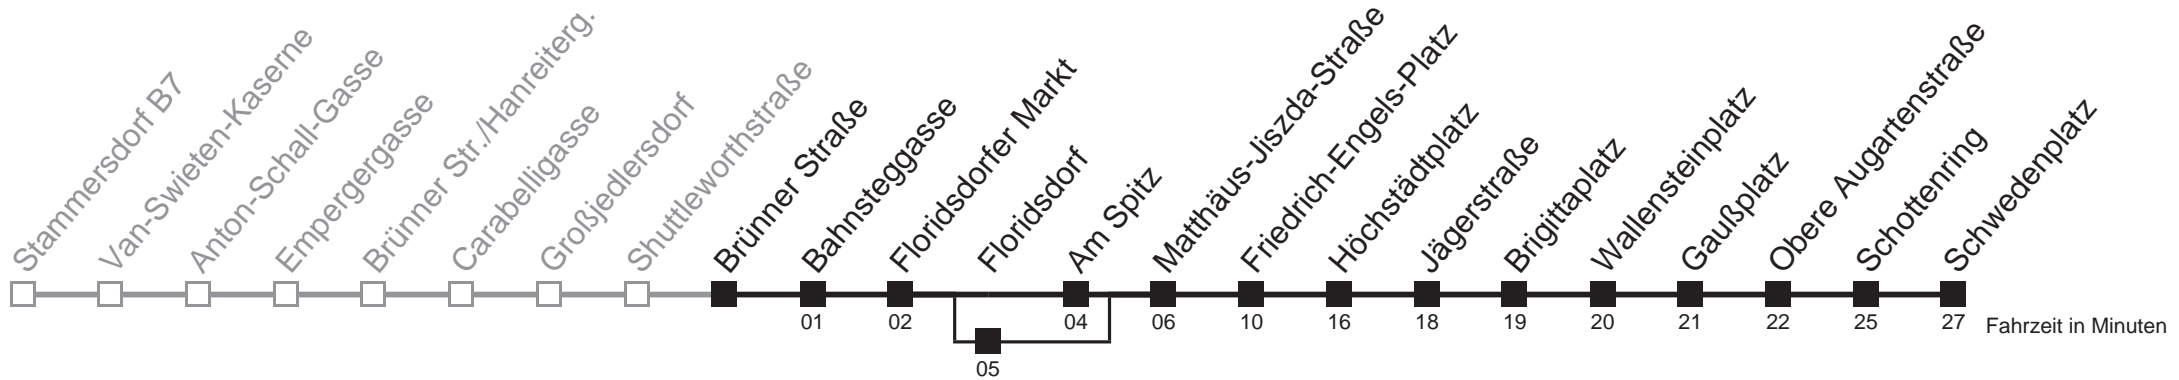 Stammersdorf B7
Van-Swieten-Kaserne
Anton-Schall-Gasse
Empergergasse
Brünner Str./Hanreiterg.
Carabelligasse
Großjedlersdorf
Shuttleworthstraße
Brünner Straße
Bahnsteggasse
Floridsdorfer Markt
Floridsdorf
Am Spitz
Matthäus-Jiszda-Straße
Friedrich-Engels-Platz
Höchstädtplatz
Jägerstraße
Brigittaplatz
Wallensteinplatz
Gaußplatz
Obere Augartenstraße
Schottenring
Schwedenplatz
01 02 04 06 10 16 18 19 20 21 22 25 27 Fahrzeit in Minuten
05